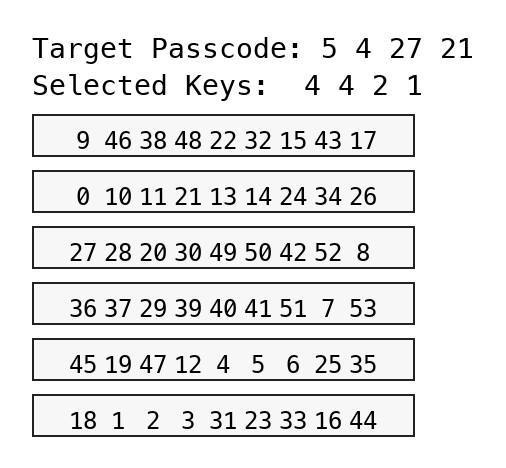 Target Passcode: 5 4 27 21
Selected Keys: 4 4 2 1
9 46 38 48 22 32 15 43 17
0 10 11 21 13 14 24 34 26
27 28 20 30 49 50 42 52 8
36 37 29 39 40 41 51 7 53
45 19 47 12 4 5 6 25 35
18 1 2 3 31 23 33 16 44